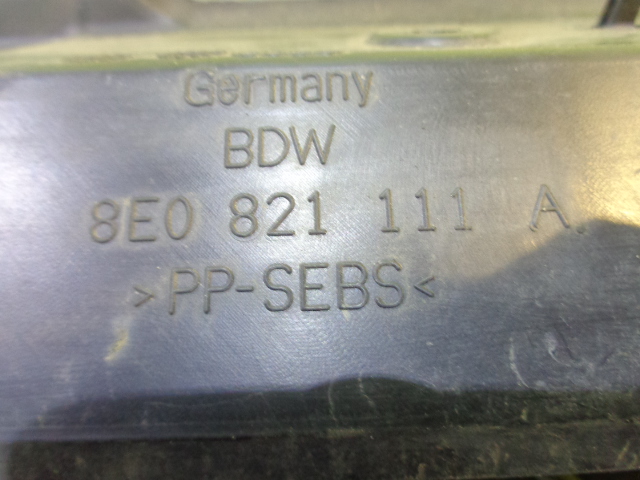 Germany
BDW
8E0 821 111 A.
>PP-SEBS<